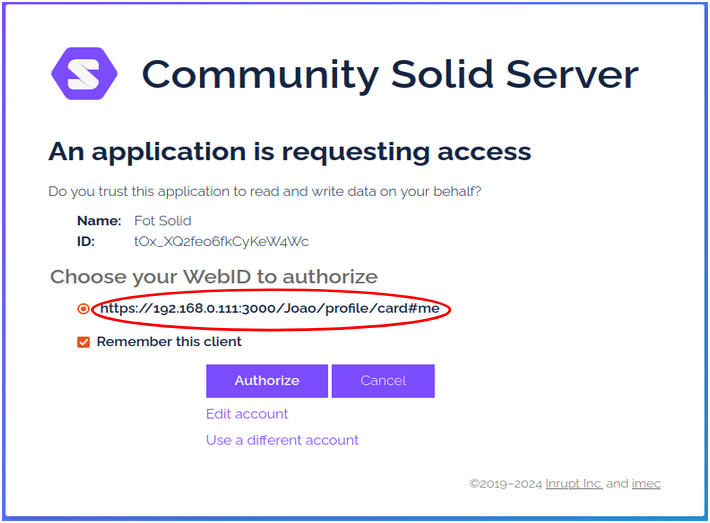 Community Solid Server
An application is requesting access
Do you trust this application to read and write data on your behalf?
Name: Fot Solid
ID: tOx_XQ2feo6fkCyKeW4Wc
Choose your WebID to authorize
https://192.168.0.111:3000/Joao/profile/card#me
Remember this client
Authorize Cancel
Edit account
Use a different account
©2019–2024 Inrupt Inc. and imec